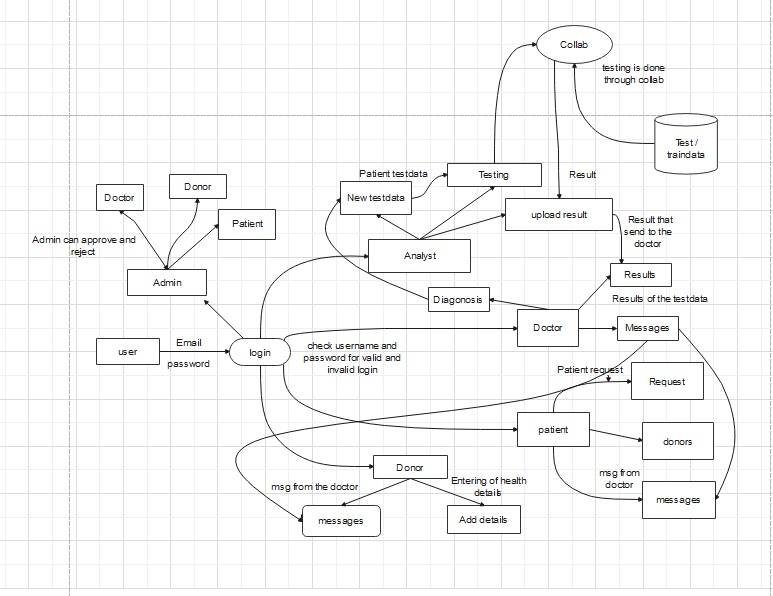 Collab
testing is done
through collab
Test /
traindata
Patient testdata
Testing
Result
Doctor
Donor
New testdata
Patient
upload result
Result that
send to the
doctor
Admin can approve and
reject
Analyst
Admin
Results
Diagonosis
Results of the testdata
Doctor
Messages
user
Email
password
login
check username and
password for valid and
invalid login
Patient request
Request
patient
donors
Donor
msg from the doctor
Entering of health
details
msg from
doctor
messages
messages
Add details